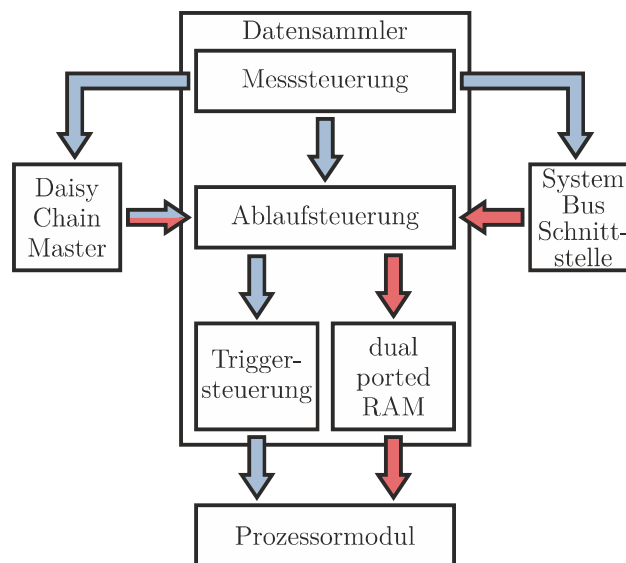 Datensammler
Messsteuerung
Daisy
Chain
Master
Ablaufsteuerung
System
Bus
Schnitt-
stelle
Trigger-
steuerung
dual
ported
RAM
Prozessormodul